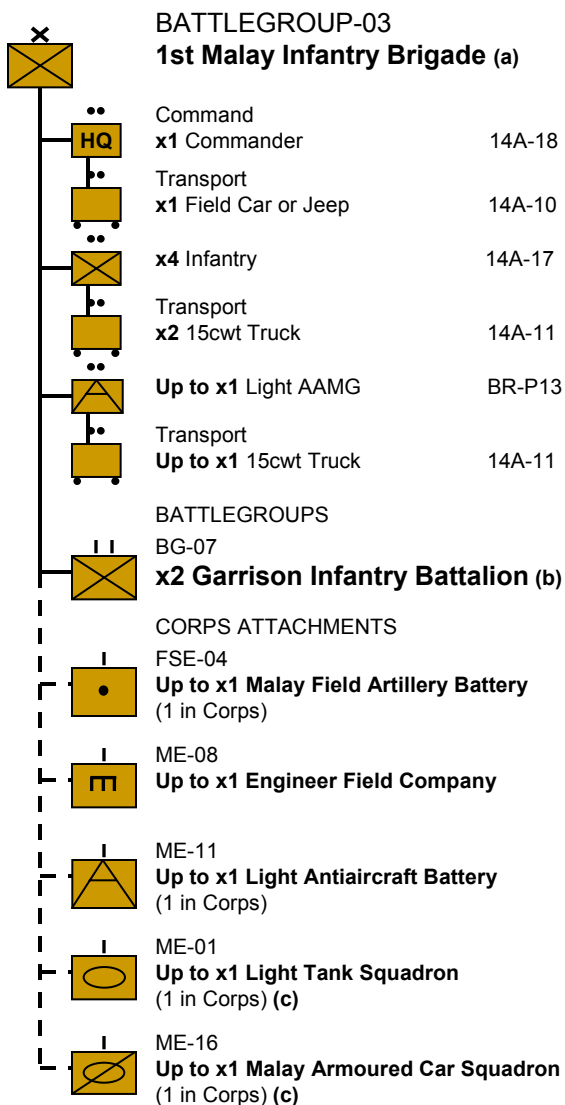 BATTLEGROUP-03
1st Malay Infantry Brigade (a)
Command
HQ
x1 Commander 14A-18
Transport
x1 Field Car or Jeep 14A-10
x4 Infantry 14A-17
Transport
x2 15cwt Truck 14A-11
Up to x1 Light AAMG BR-P13
Transport
Up to x1 15cwt Truck 14A-11
BATTLEGROUPS
BG-07
x2 Garrison Infantry Battalion (b)
CORPS ATTACHMENTS
FSE-04
Up to x1 Malay Field Artillery Battery
(1 in Corps)
ME-08
Up to x1 Engineer Field Company
ME-11
Up to x1 Light Antiaircraft Battery
(1 in Corps)
ME-01
Up to x1 Light Tank Squadron
(1 in Corps) (c)
ME-16
Up to x1 Malay Armoured Car Squadron
(1 in Corps) (c)